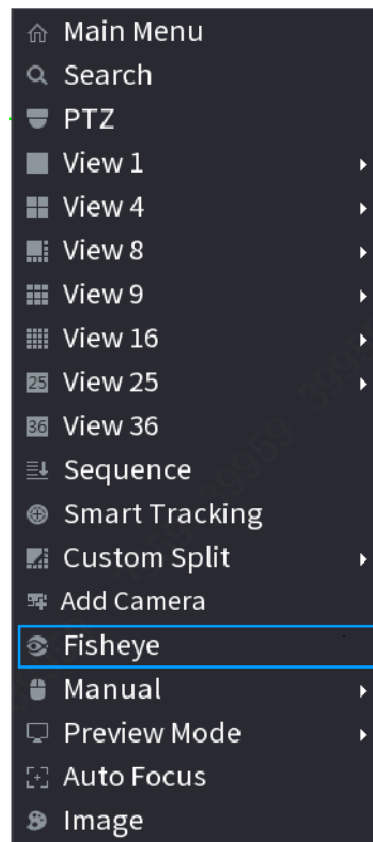 Main Menu
Search
PTZ
View 1
View 4
View 8
View 9
View 16
25 View 25
36 View 36
Sequence
Smart Tracking
Custom Split
Add Camera
Fisheye
Manual
Preview Mode
Auto Focus
Image